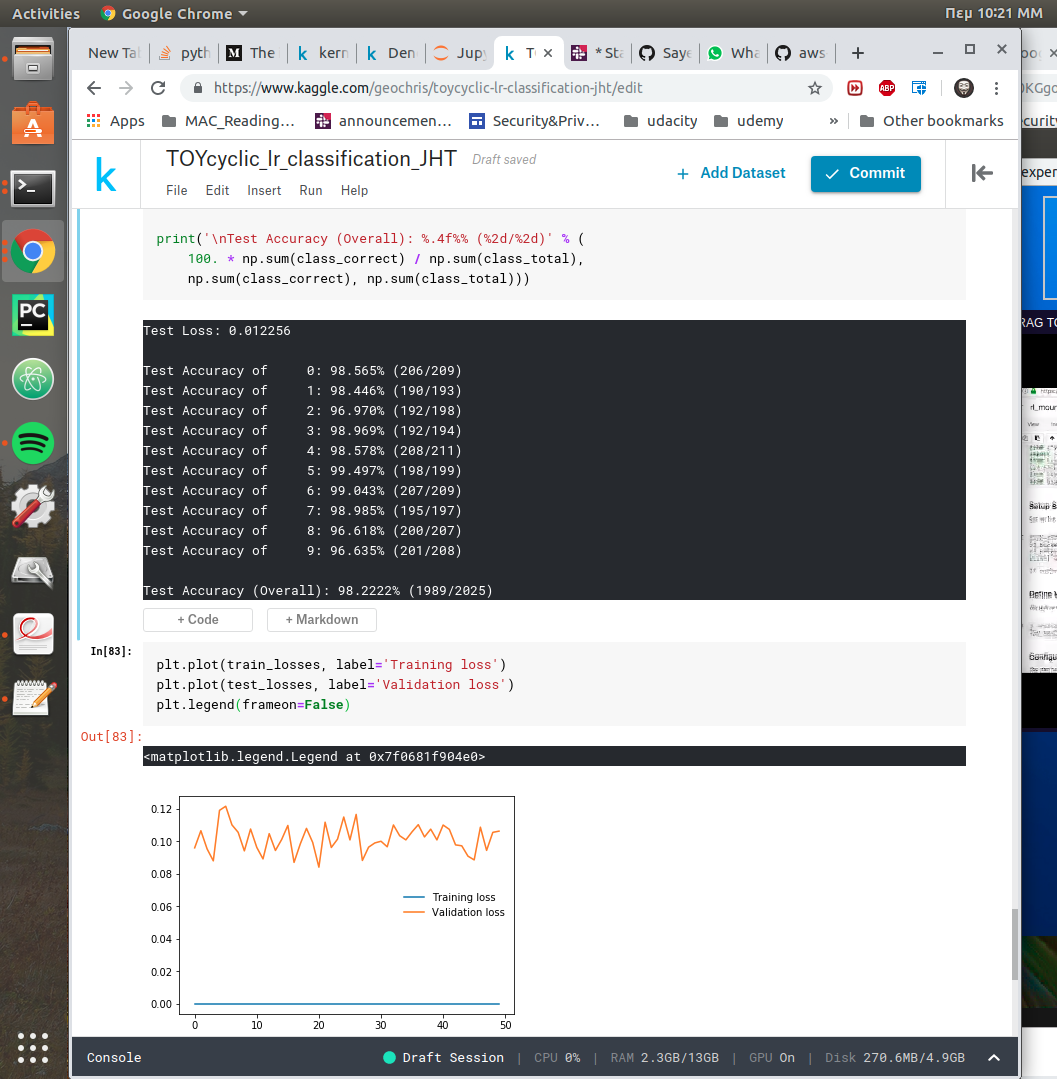 Activities
Google Chrome
Πεμ 10:21 ΜΜ
New Ta
pyth
M
The
k
kern
k
Den
Jup
k
T
* Sta
Saye
Wha
aws
https://www.kaggle.com/geochris/toycyclic-lr-classification-jht/edit
ABP
Apps
MAC_Reading...
announcemen...
Security&Priv...
udacity
udemy
»
Other bookmarks
k
TOYcyclic_lr_classification_JHT
Draft saved
File
Edit
Insert
Run
Help
+ Add Dataset
Commit
print('\nTest Accuracy (Overall): %.4f%% (%2d/%2d)' % (
100. * np.sum(class_correct) / np.sum(class_total),
np.sum(class_correct), np.sum(class_total)))
Test Loss: 0.012256
Test Accuracy of     0: 98.565% (206/209)
Test Accuracy of     1: 98.446% (190/193)
Test Accuracy of     2: 96.970% (192/198)
Test Accuracy of     3: 98.969% (192/194)
Test Accuracy of     4: 98.578% (208/211)
Test Accuracy of     5: 99.497% (198/199)
Test Accuracy of     6: 99.043% (207/209)
Test Accuracy of     7: 98.985% (195/197)
Test Accuracy of     8: 96.618% (200/207)
Test Accuracy of     9: 96.635% (201/208)
Test Accuracy (Overall): 98.2222% (1989/2025)
+ Code
+ Markdown
In[83]:
plt.plot(train_losses, label='Training loss')
plt.plot(test_losses, label='Validation loss')
plt.legend(frameon=False)
Out[83]:
<matplotlib.legend.Legend at 0x7f0681f904e0>
0.12
0.10
0.08
0.06
0.04
0.02
0.00
Training loss
Validation loss
0
10
20
30
40
50
Console
Draft Session | CPU 0% | RAM 2.3GB/13GB | GPU On | Disk 270.6MB/4.9GB
PC
exper
RAG TO
rl_mour
View
Setup S
Configu